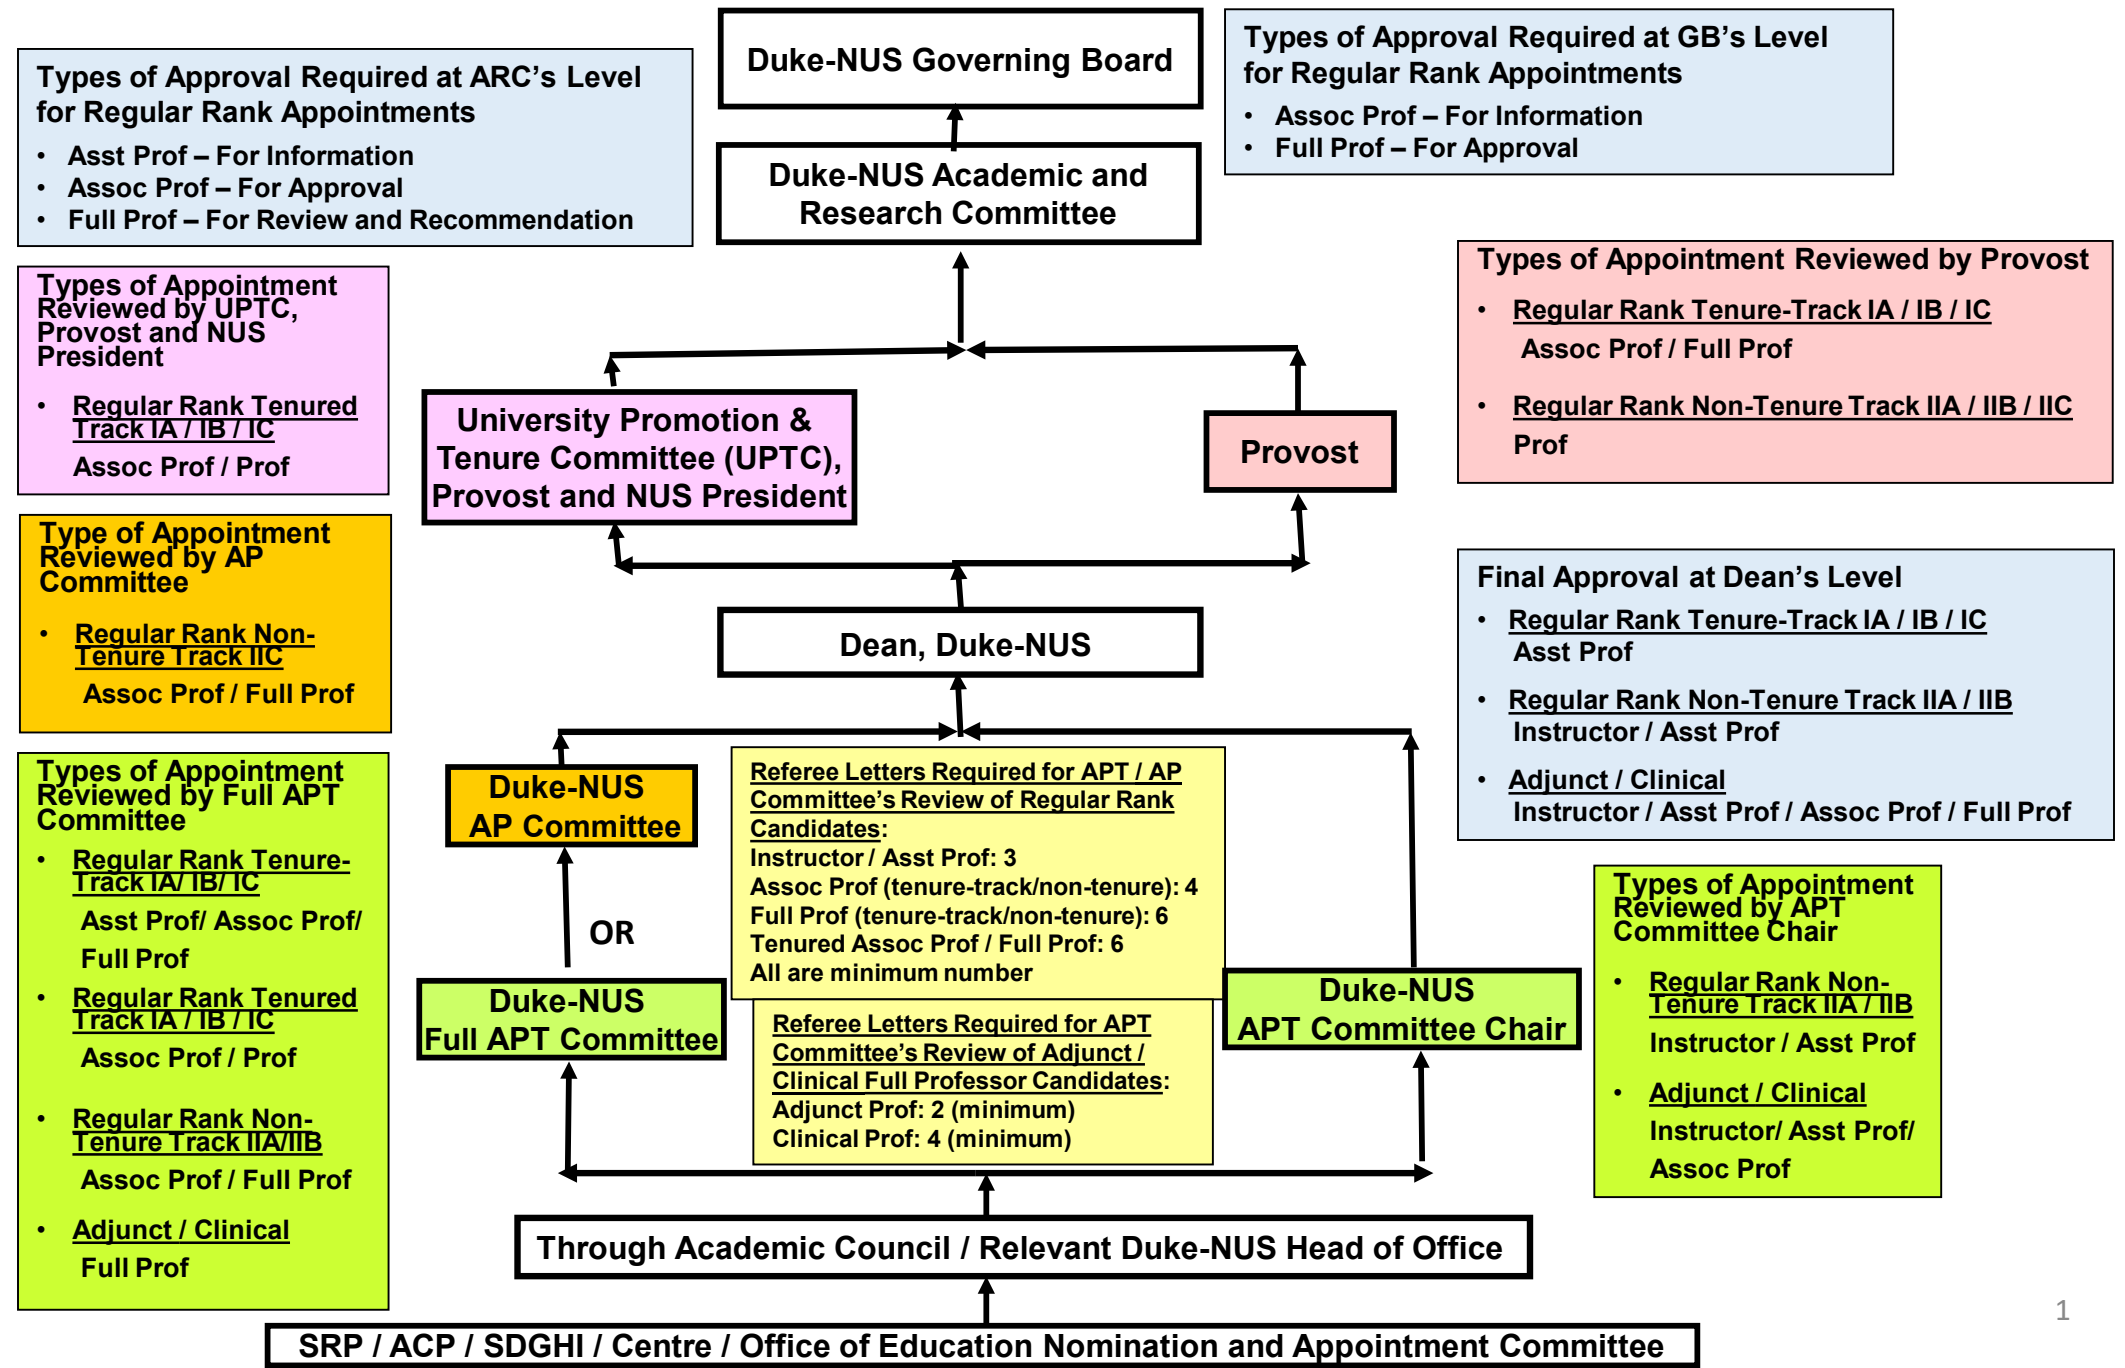 Duke-NUS Governing Board
Types of Approval Required at GB’s Level
for Regular Rank Appointments
• Assoc Prof – For Information
• Full Prof – For Approval
Types of Approval Required at ARC’s Level
for Regular Rank Appointments
• Asst Prof – For Information
• Assoc Prof – For Approval
• Full Prof – For Review and Recommendation
Duke-NUS Academic and
Research Committee
Types of Appointment
Reviewed by UPTC,
Provost and NUS
President
• Regular Rank Tenured
Track IA / IB / IC
Assoc Prof / Prof
Types of Appointment Reviewed by Provost
• Regular Rank Tenure-Track IA / IB / IC
Assoc Prof / Full Prof
• Regular Rank Non-Tenure Track IIA / IIB / IIC
Prof
University Promotion &
Tenure Committee (UPTC),
Provost and NUS President
Provost
Type of Appointment
Reviewed by AP
Committee
• Regular Rank Non-
Tenure Track IIC
Assoc Prof / Full Prof
Dean, Duke-NUS
Final Approval at Dean’s Level
• Regular Rank Tenure-Track IA / IB / IC
Asst Prof
• Regular Rank Non-Tenure Track IIA / IIB
Instructor / Asst Prof
• Adjunct / Clinical
Instructor / Asst Prof / Assoc Prof / Full Prof
Types of Appointment
Reviewed by Full APT
Committee
• Regular Rank Tenure-
Track IA/ IB/ IC
Asst Prof/ Assoc Prof/
Full Prof
• Regular Rank Tenured
Track IA / IB / IC
Assoc Prof / Prof
• Regular Rank Non-
Tenure Track IIA/IIB
Assoc Prof / Full Prof
• Adjunct / Clinical
Full Prof
Duke-NUS
AP Committee
OR
Duke-NUS
Full APT Committee
Referee Letters Required for APT / AP
Committee’s Review of Regular Rank
Candidates:
Instructor / Asst Prof: 3
Assoc Prof (tenure-track/non-tenure): 4
Full Prof (tenure-track/non-tenure): 6
Tenured Assoc Prof / Full Prof: 6
All are minimum number
Referee Letters Required for APT
Committee’s Review of Adjunct /
Clinical Full Professor Candidates:
Adjunct Prof: 2 (minimum)
Clinical Prof: 4 (minimum)
Duke-NUS
APT Committee Chair
Types of Appointment
Reviewed by APT
Committee Chair
• Regular Rank Non-
Tenure Track IIA / IIB
Instructor / Asst Prof
• Adjunct / Clinical
Instructor/ Asst Prof/
Assoc Prof
Through Academic Council / Relevant Duke-NUS Head of Office
SRP / ACP / SDGHI / Centre / Office of Education Nomination and Appointment Committee
1